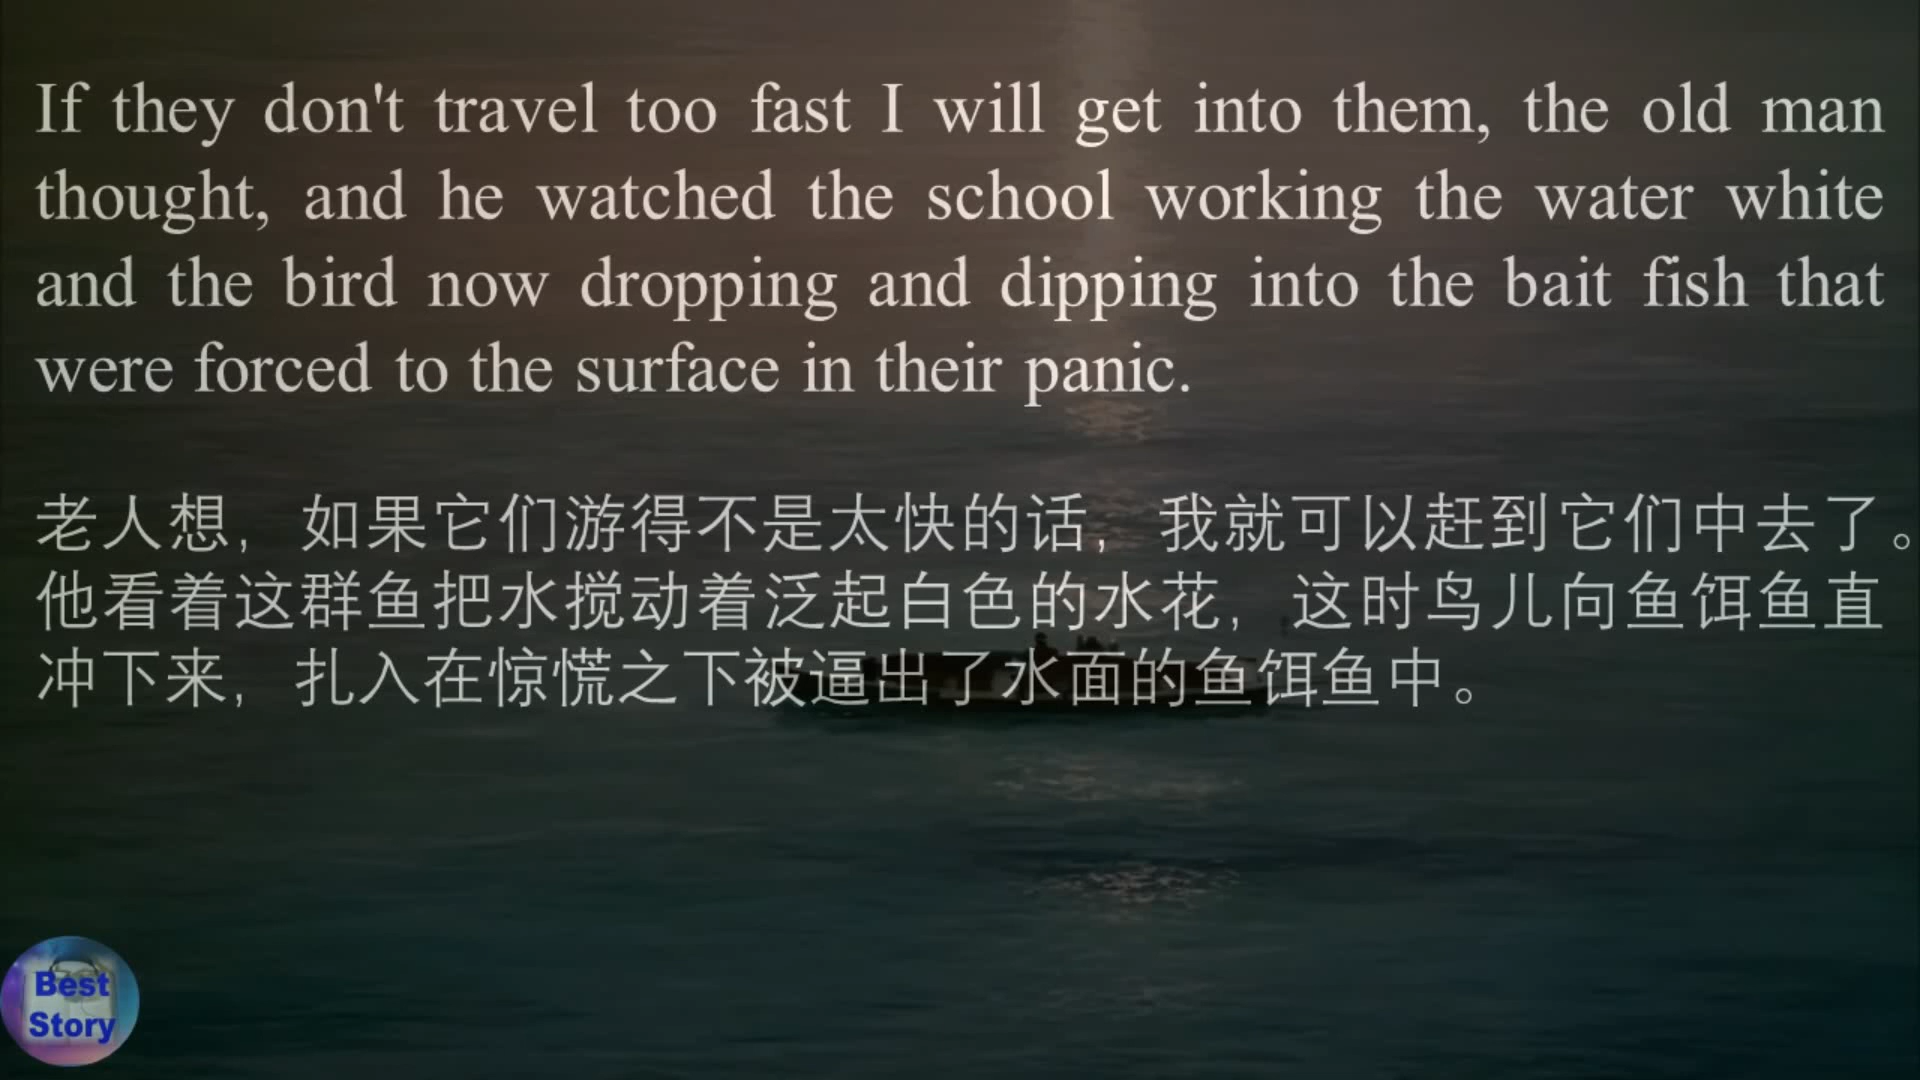 If they don't travel too fast I will get into them, the old man
thought, and he watched the school working the water white
and the bird now dropping and dipping into the bait fish that
were forced to the surface in their panic.
老人想，如果它们游得不是太快的话，我就可以赶到它们中去了。
他看着这群鱼把水搅动着泛起白色的水花，这时鸟儿向鱼饵鱼直
冲下来，扎入在惊慌之下被逼出了水面的鱼饵鱼中。
Best
Story